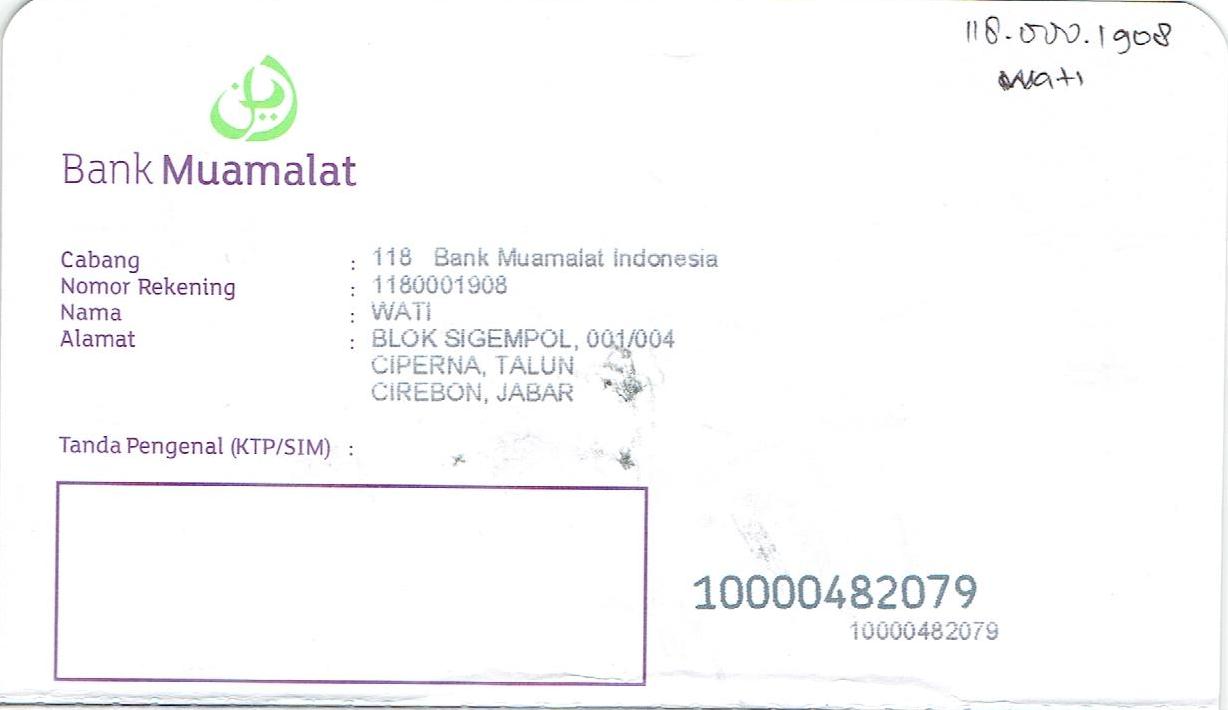 118.000.1908
Wati
Bank Muamalat
Cabang : 118 Bank Muamalat Indonesia
Nomor Rekening : 1180001908
Nama : WATI
Alamat : BLOK SIGEMPOL, 001/004
CIPERNA, TALUN
CIREBON, JABAR
Tanda Pengenal (KTP/SIM) :
10000482079
10000482079